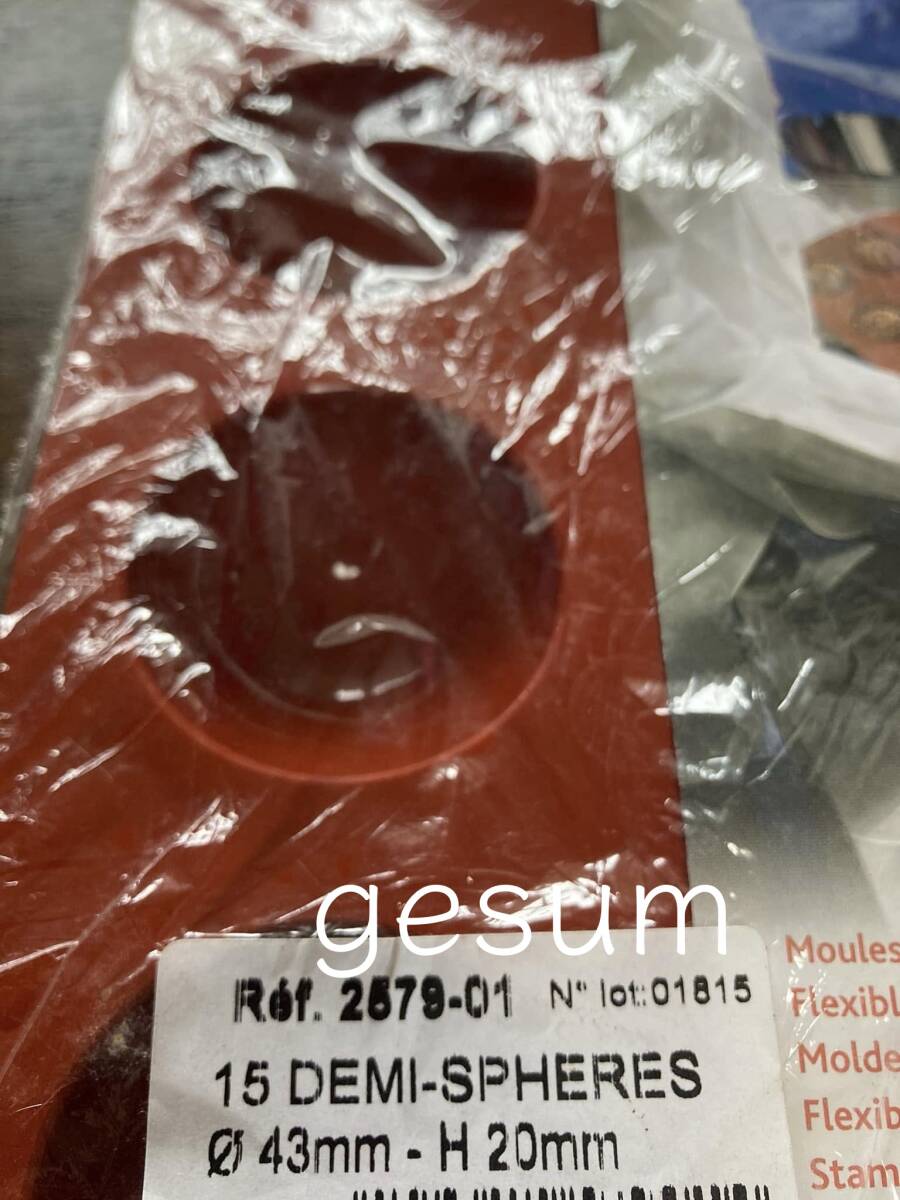 gesum
Réf. 2579-01 N° lot:01815
15 DEMI-SPHERES
Ø 43mm - H 20mm
Moules
Flexibl
Molde
Flexib
Stam